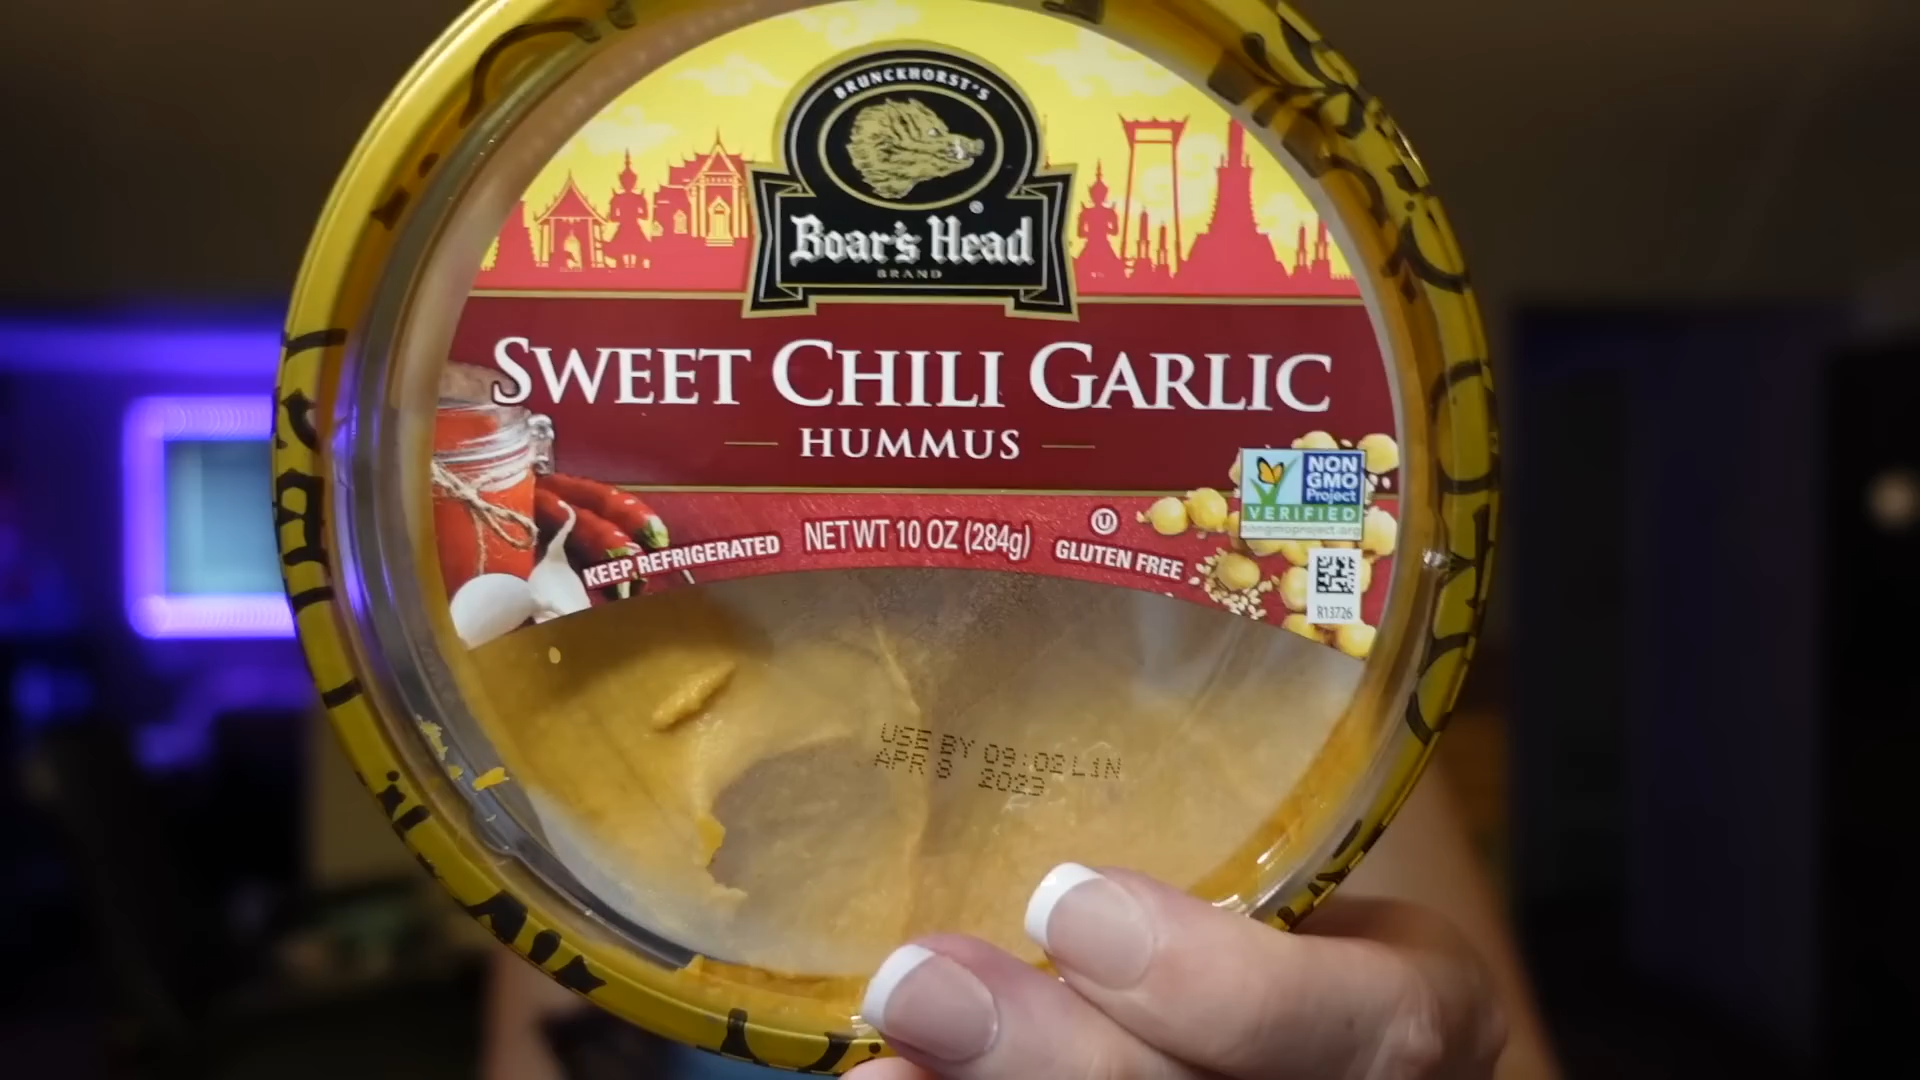 BRUNCKHORST'S
Boar's Head
BRAND
SWEET CHILI GARLIC
HUMMUS
NON
GMO
Project
VERIFIED
nongmoproject.org
KEEP REFRIGERATED
NET WT 10 OZ (284g)
U
GLUTEN FREE
R13726
USE BY 09:02 L1N
APR 8 2023